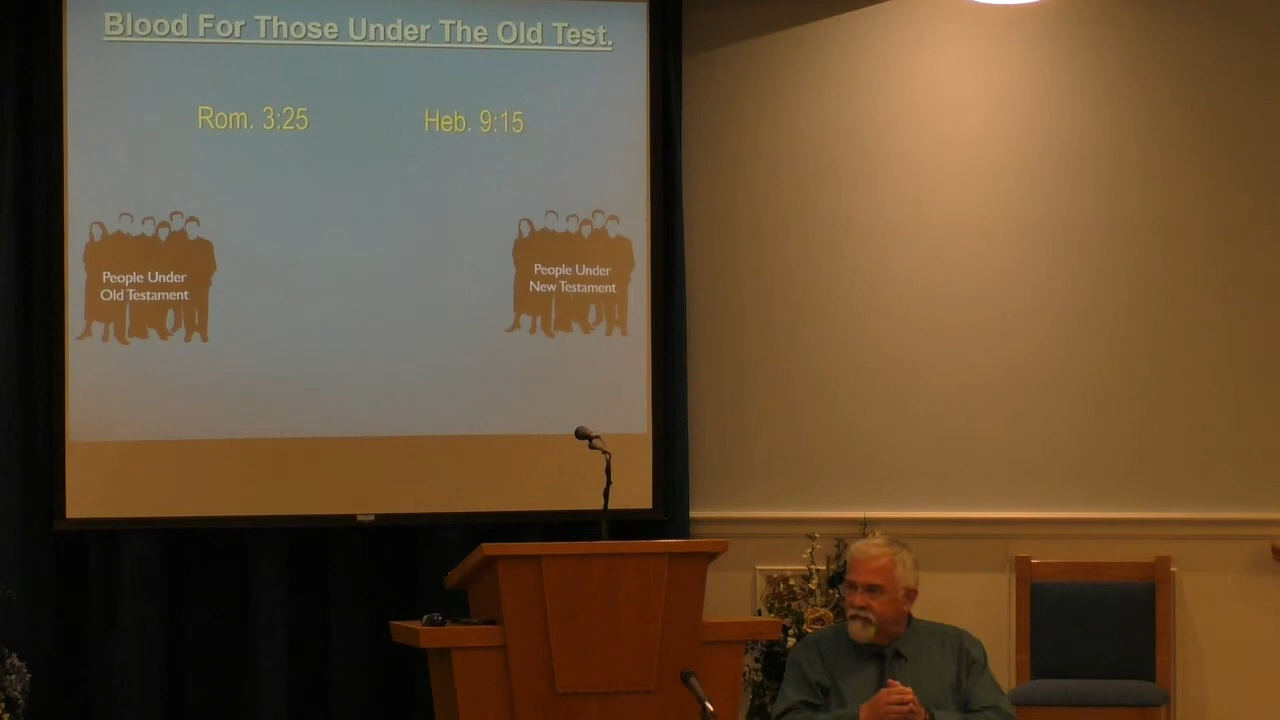 Blood For Those Under The Old Test.
Rom. 3:25
Heb. 9:15
People Under
Old Testament
People Under
New Testament